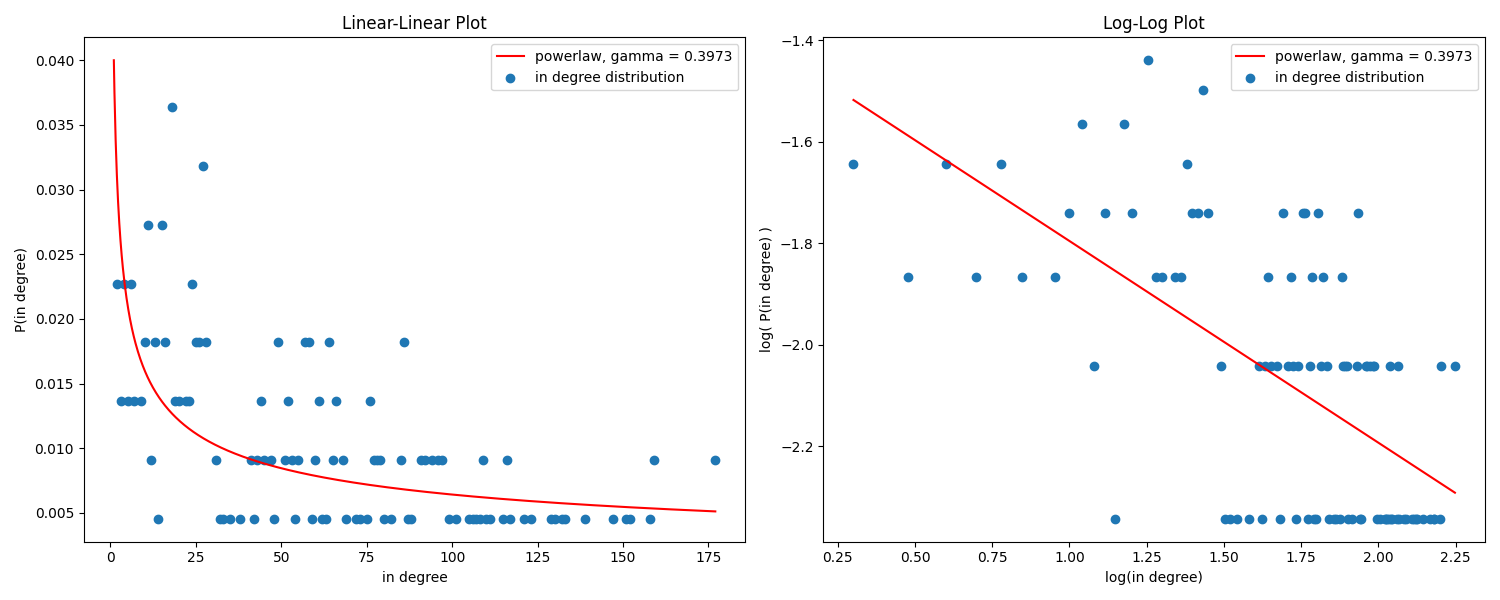 Linear-Linear Plot
powerlaw, gamma = 0.3973
in degree distribution
P(in degree)
0.040
0.035
0.030
0.025
0.020
0.015
0.010
0.005
0 25 50 75 100 125 150 175
in degree
Log-Log Plot
powerlaw, gamma = 0.3973
in degree distribution
log( P(in degree) )
−1.4
−1.6
−1.8
−2.0
−2.2
0.25 0.50 0.75 1.00 1.25 1.50 1.75 2.00 2.25
log(in degree)